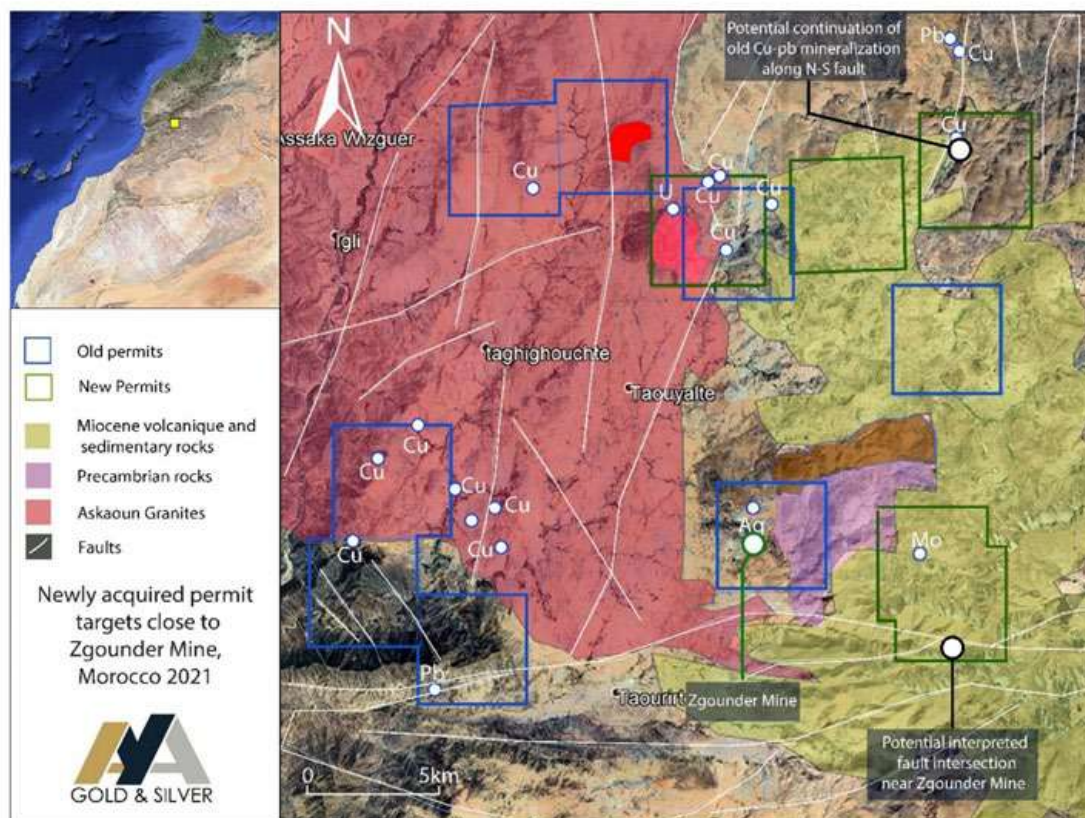 Old permits
New Permits
Miocene volcanique and
sedimentary rocks
Precambrian rocks
Askaoun Granites
Faults
Newly acquired permit
targets close to
Zgounder Mine,
Morocco 2021
AYA
GOLD & SILVER
N
Potential continuation of
old Cu-pb mineralization
along N-S fault
Pb
Cu
Cu
Assaka Wizguer
Cu
Cu
Cu
U
Cu
Cu
Igli
taghighouchte
Taouyalte
Cu
Cu
Cu
Cu
Cu
Cu
Ag
Mo
Pb
Taourirt
Zgounder Mine
0
5km
Potential interpreted
fault intersection
near Zgounder Mine